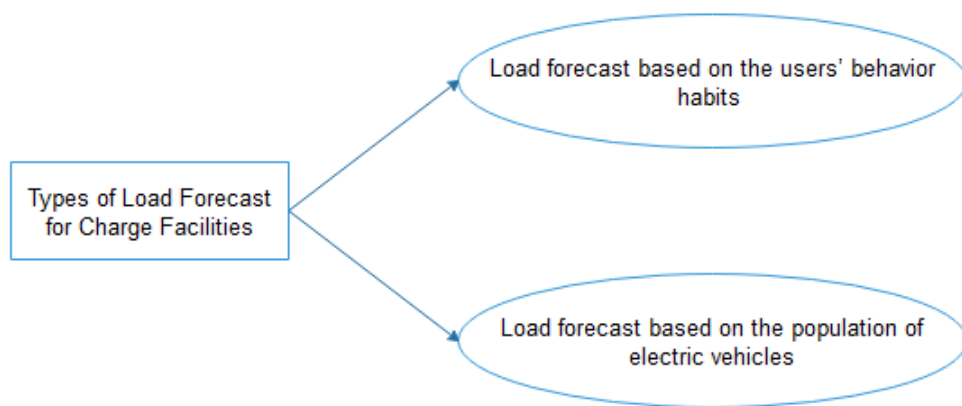 Load forecast based on the users’ behavior
habits
Types of Load Forecast
for Charge Facilities
Load forecast based on the population of
electric vehicles